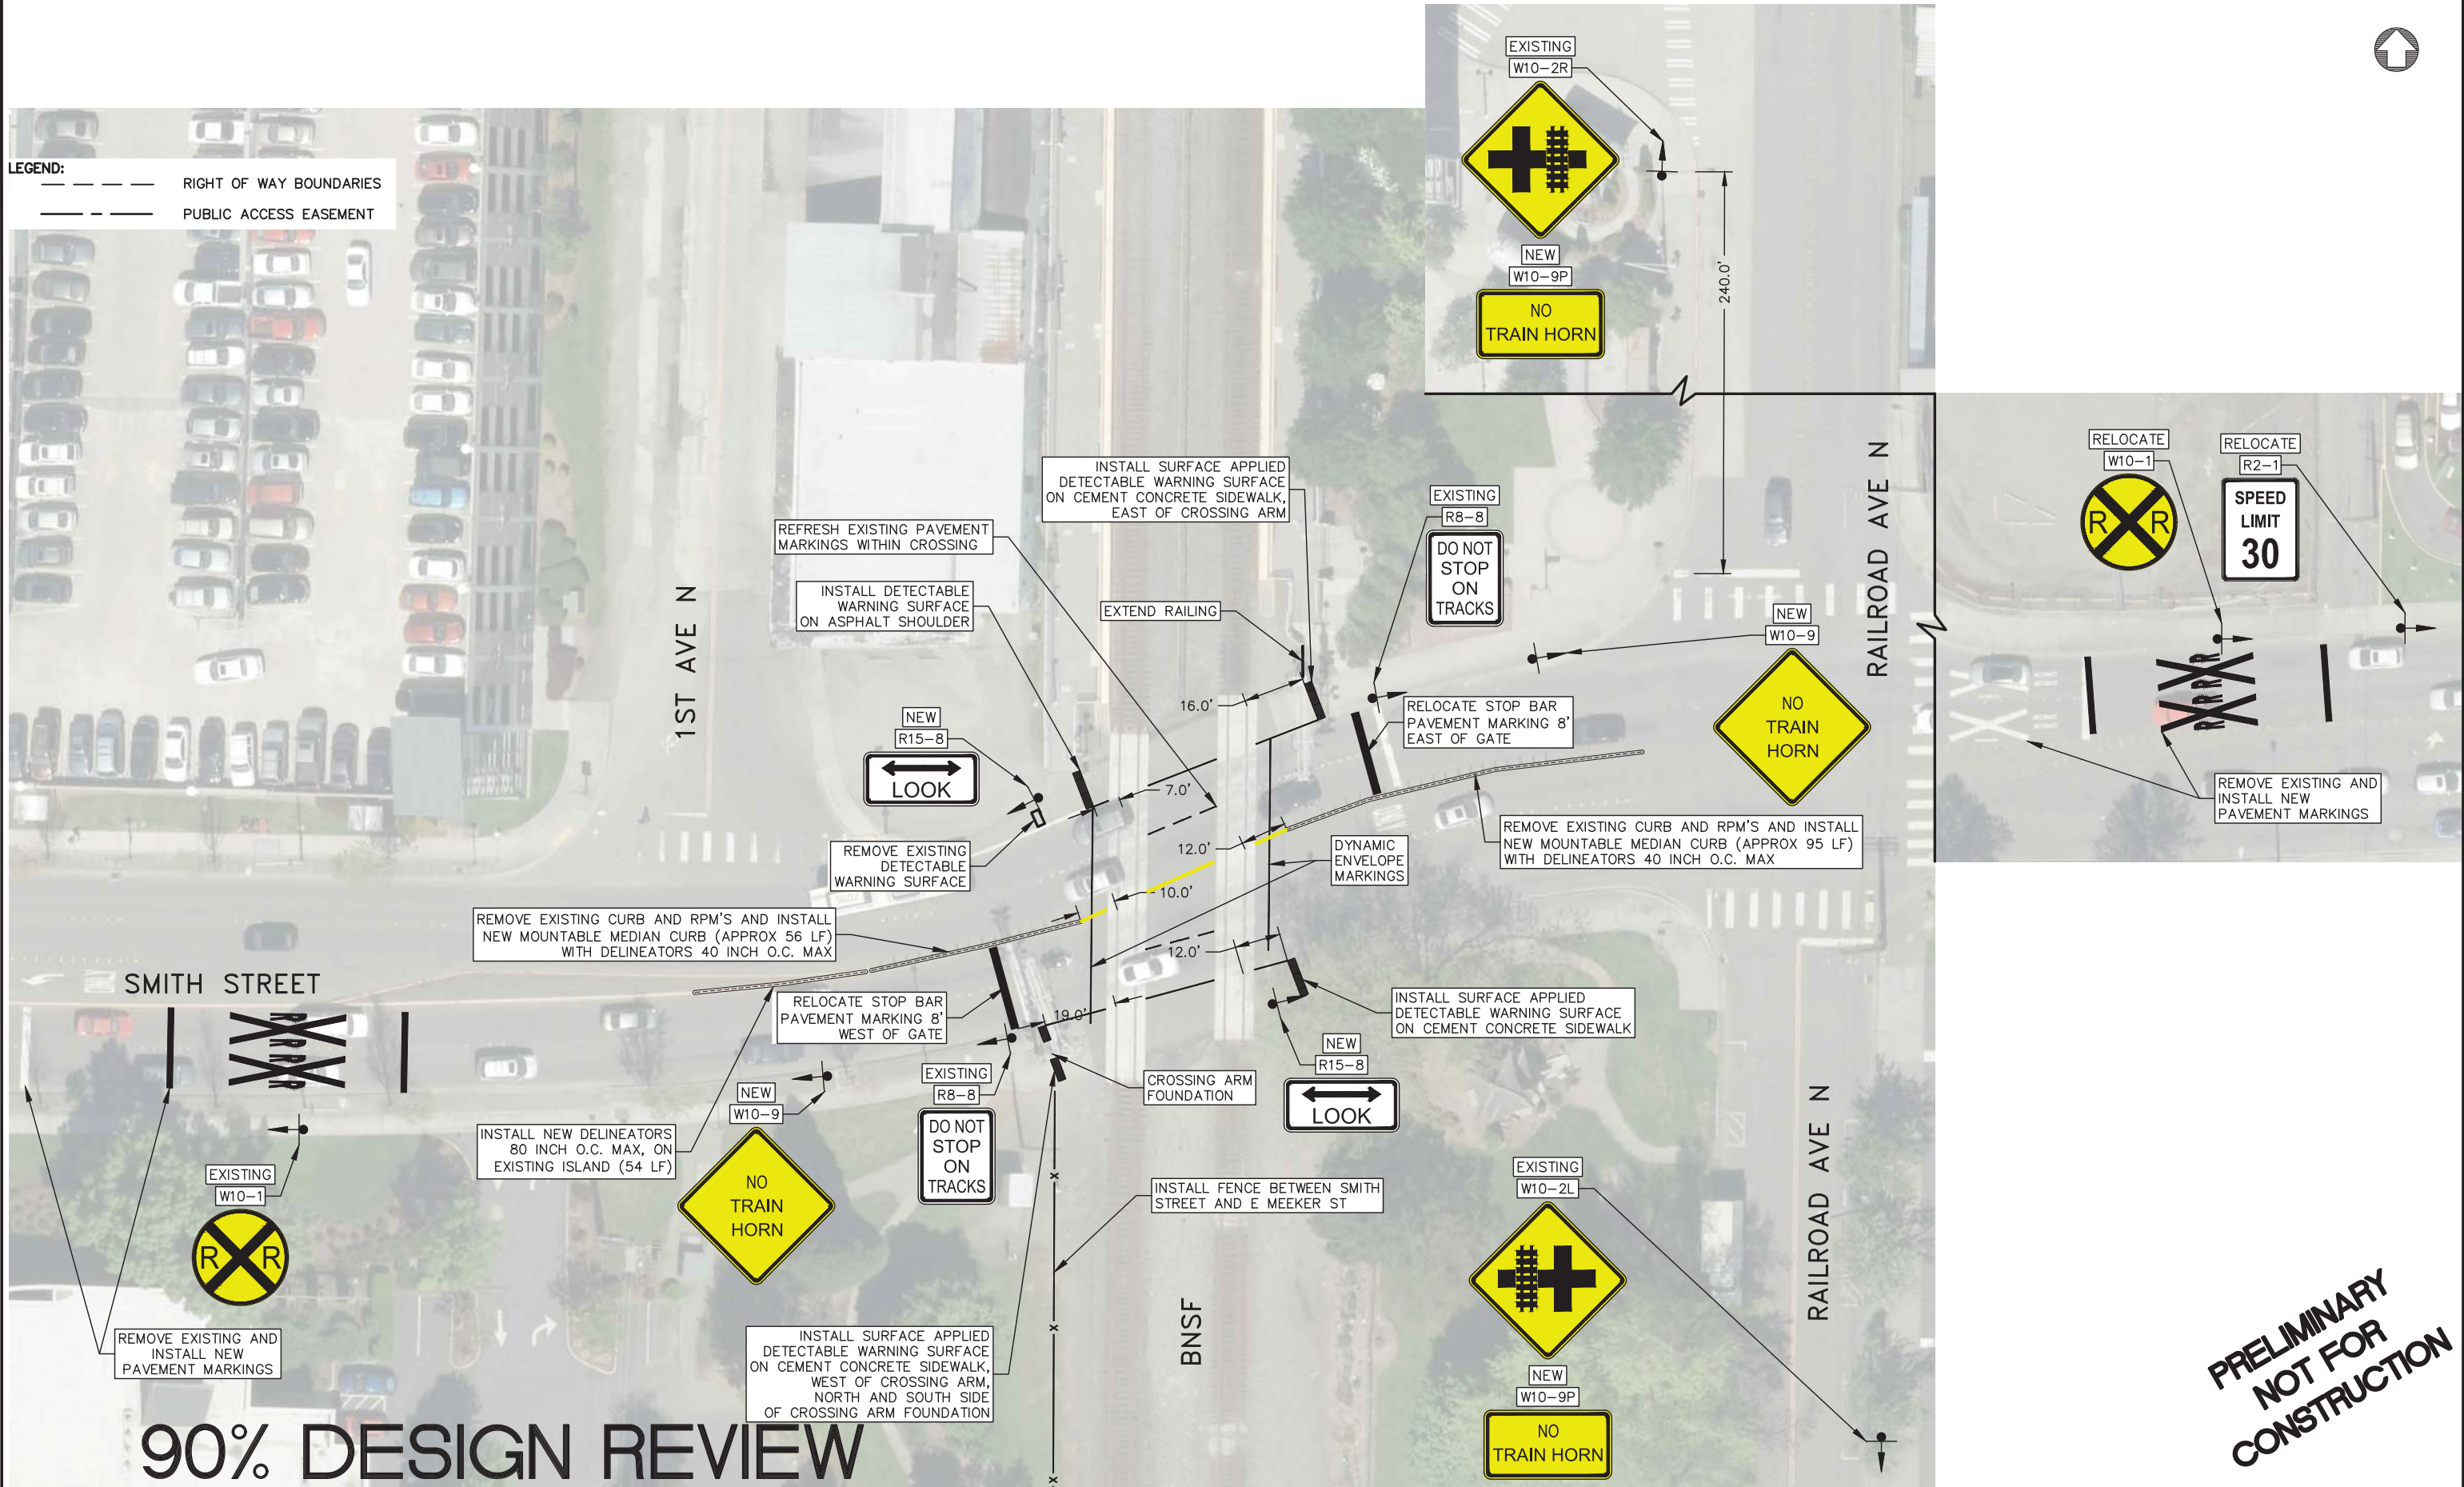 EXISTING
W10-2R
NEW
W10-9P
NO
TRAIN HORN
240.0'
LEGEND:
RIGHT OF WAY BOUNDARIES
PUBLIC ACCESS EASEMENT
RELOCATE
W10-1
R R
RELOCATE
R2-1
SPEED
LIMIT
30
REMOVE EXISTING AND
INSTALL NEW
PAVEMENT MARKINGS
RAILROAD AVE N
INSTALL SURFACE APPLIED
DETECTABLE WARNING SURFACE
ON CEMENT CONCRETE SIDEWALK,
EAST OF CROSSING ARM
REFRESH EXISTING PAVEMENT
MARKINGS WITHIN CROSSING
INSTALL DETECTABLE
WARNING SURFACE
ON ASPHALT SHOULDER
EXTEND RAILING
EXISTING
R8-8
DO NOT
STOP
ON
TRACKS
NEW
W10-9
NO
TRAIN
HORN
1ST AVE N
16.0'
RELOCATE STOP BAR
PAVEMENT MARKING 8'
EAST OF GATE
NEW
R15-8
LOOK
7.0'
REMOVE EXISTING
DETECTABLE
WARNING SURFACE
12.0'
DYNAMIC
ENVELOPE
MARKINGS
REMOVE EXISTING CURB AND RPM'S AND INSTALL
NEW MOUNTABLE MEDIAN CURB (APPROX 95 LF)
WITH DELINEATORS 40 INCH O.C. MAX
10.0'
REMOVE EXISTING CURB AND RPM'S AND INSTALL
NEW MOUNTABLE MEDIAN CURB (APPROX 56 LF)
WITH DELINEATORS 40 INCH O.C. MAX
12.0'
SMITH STREET
RELOCATE STOP BAR
PAVEMENT MARKING 8'
WEST OF GATE
19.0'
INSTALL SURFACE APPLIED
DETECTABLE WARNING SURFACE
ON CEMENT CONCRETE SIDEWALK
NEW
R15-8
LOOK
CROSSING ARM
FOUNDATION
EXISTING
R8-8
DO NOT
STOP
ON
TRACKS
NEW
W10-9
NO
TRAIN
HORN
INSTALL NEW DELINEATORS
80 INCH O.C. MAX, ON
EXISTING ISLAND (54 LF)
EXISTING
W10-1
R R
REMOVE EXISTING AND
INSTALL NEW
PAVEMENT MARKINGS
INSTALL FENCE BETWEEN SMITH
STREET AND E MEEKER ST
EXISTING
W10-2L
NEW
W10-9P
NO
TRAIN HORN
RAILROAD AVE N
BNSF
INSTALL SURFACE APPLIED
DETECTABLE WARNING SURFACE
ON CEMENT CONCRETE SIDEWALK,
WEST OF CROSSING ARM,
NORTH AND SOUTH SIDE
OF CROSSING ARM FOUNDATION
90% DESIGN REVIEW
PRELIMINARY
NOT FOR
CONSTRUCTION